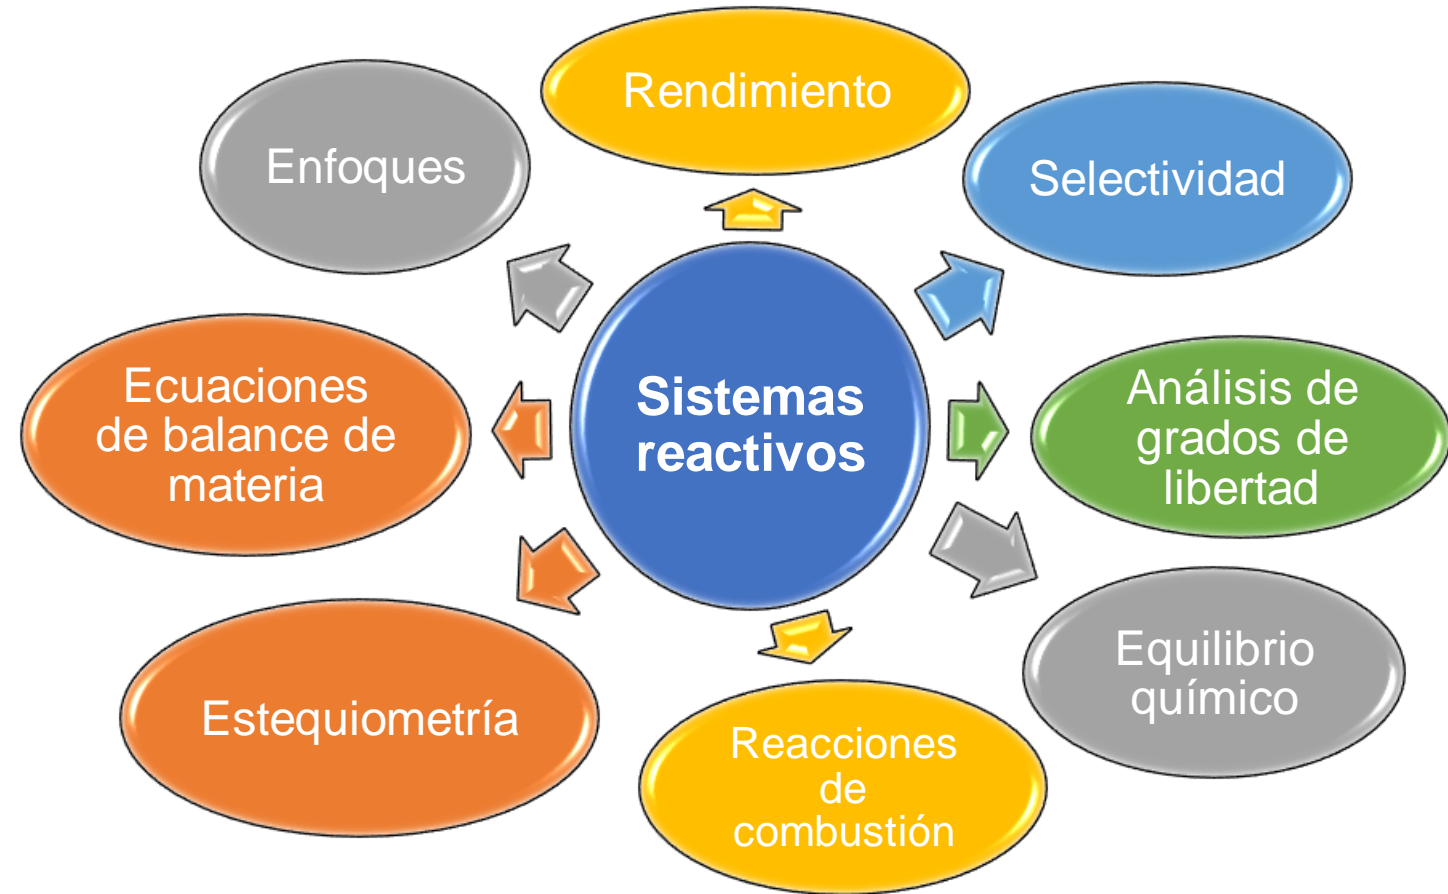 Rendimiento
Enfoques
Selectividad
Sistemas
reactivos
Ecuaciones
de balance de
materia
Análisis de
grados de
libertad
Estequiometría
Equilibrio
químico
Reacciones
de
combustión